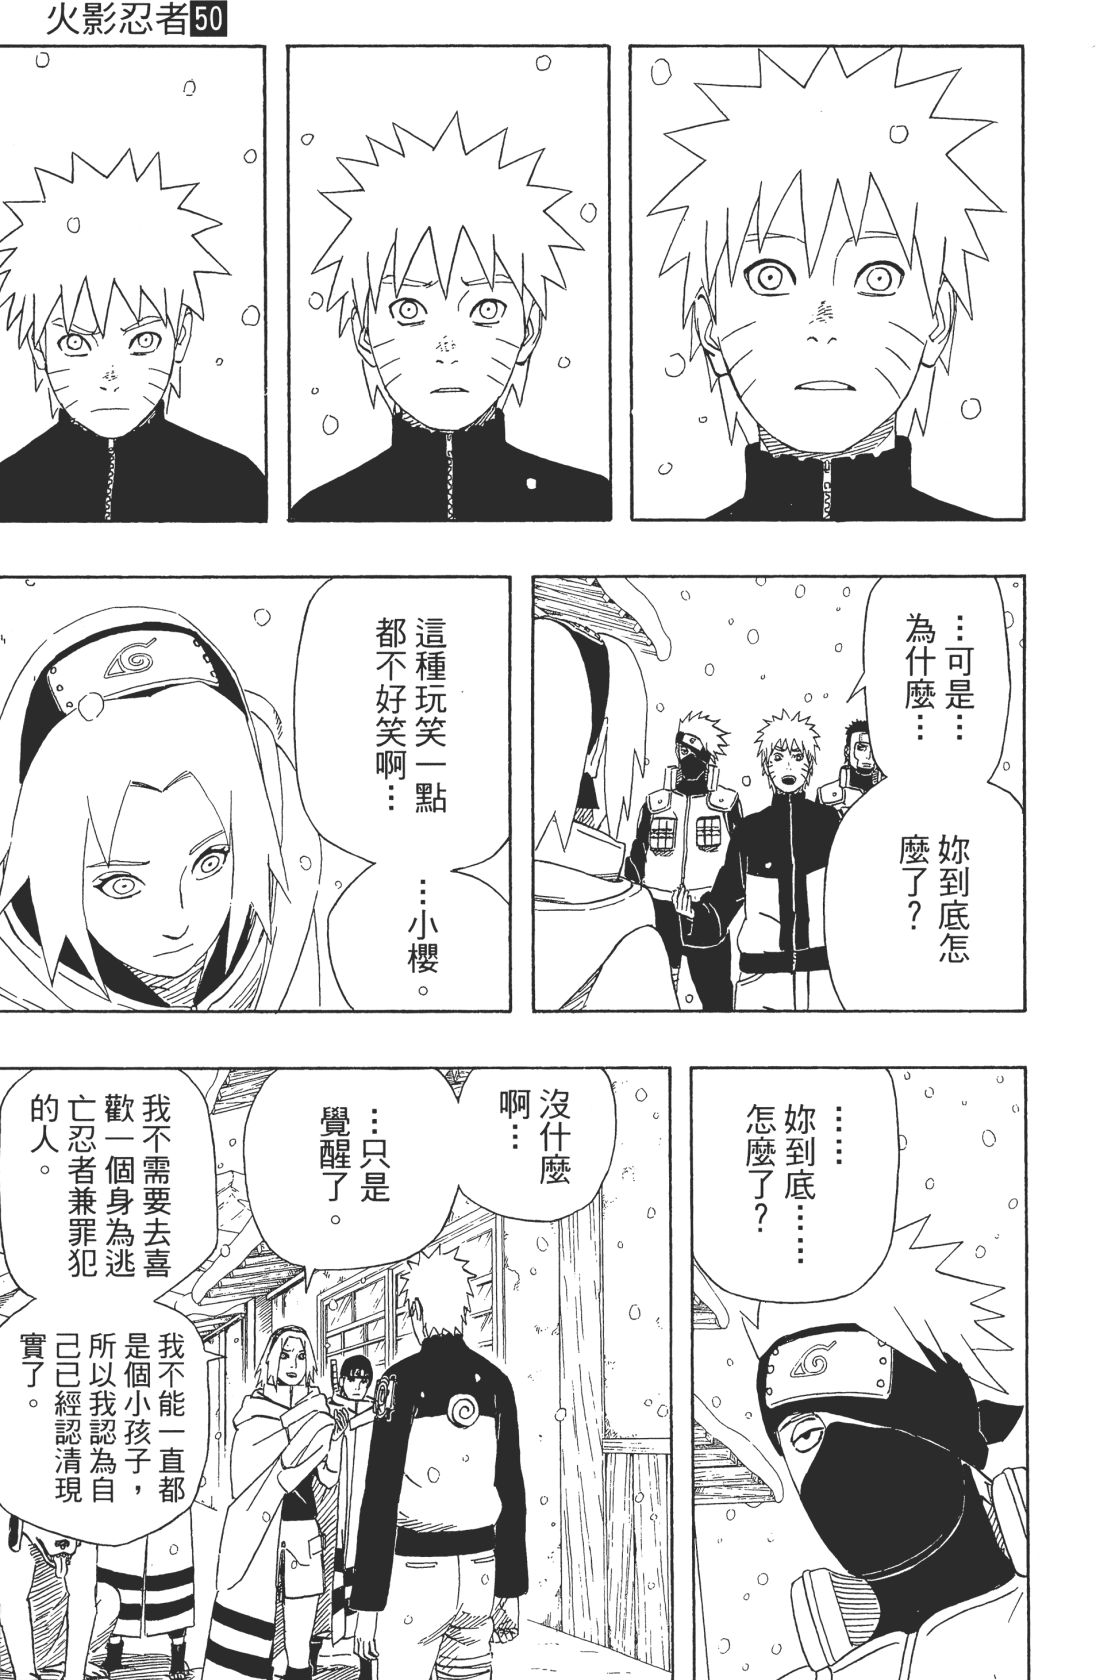 火影忍者50
…可是…
為什麼…
妳到底怎
麼了?
這種玩笑一點
都不好笑啊…
…小櫻。
……
妳到底……
怎麼了?
沒什麼
啊…
…只是
覺醒了。
我不需要去喜
歡一個身為逃
亡忍者兼罪犯
的人。
我不能一直都
是個小孩子，
所以我認為自
己已經認清現
實了。